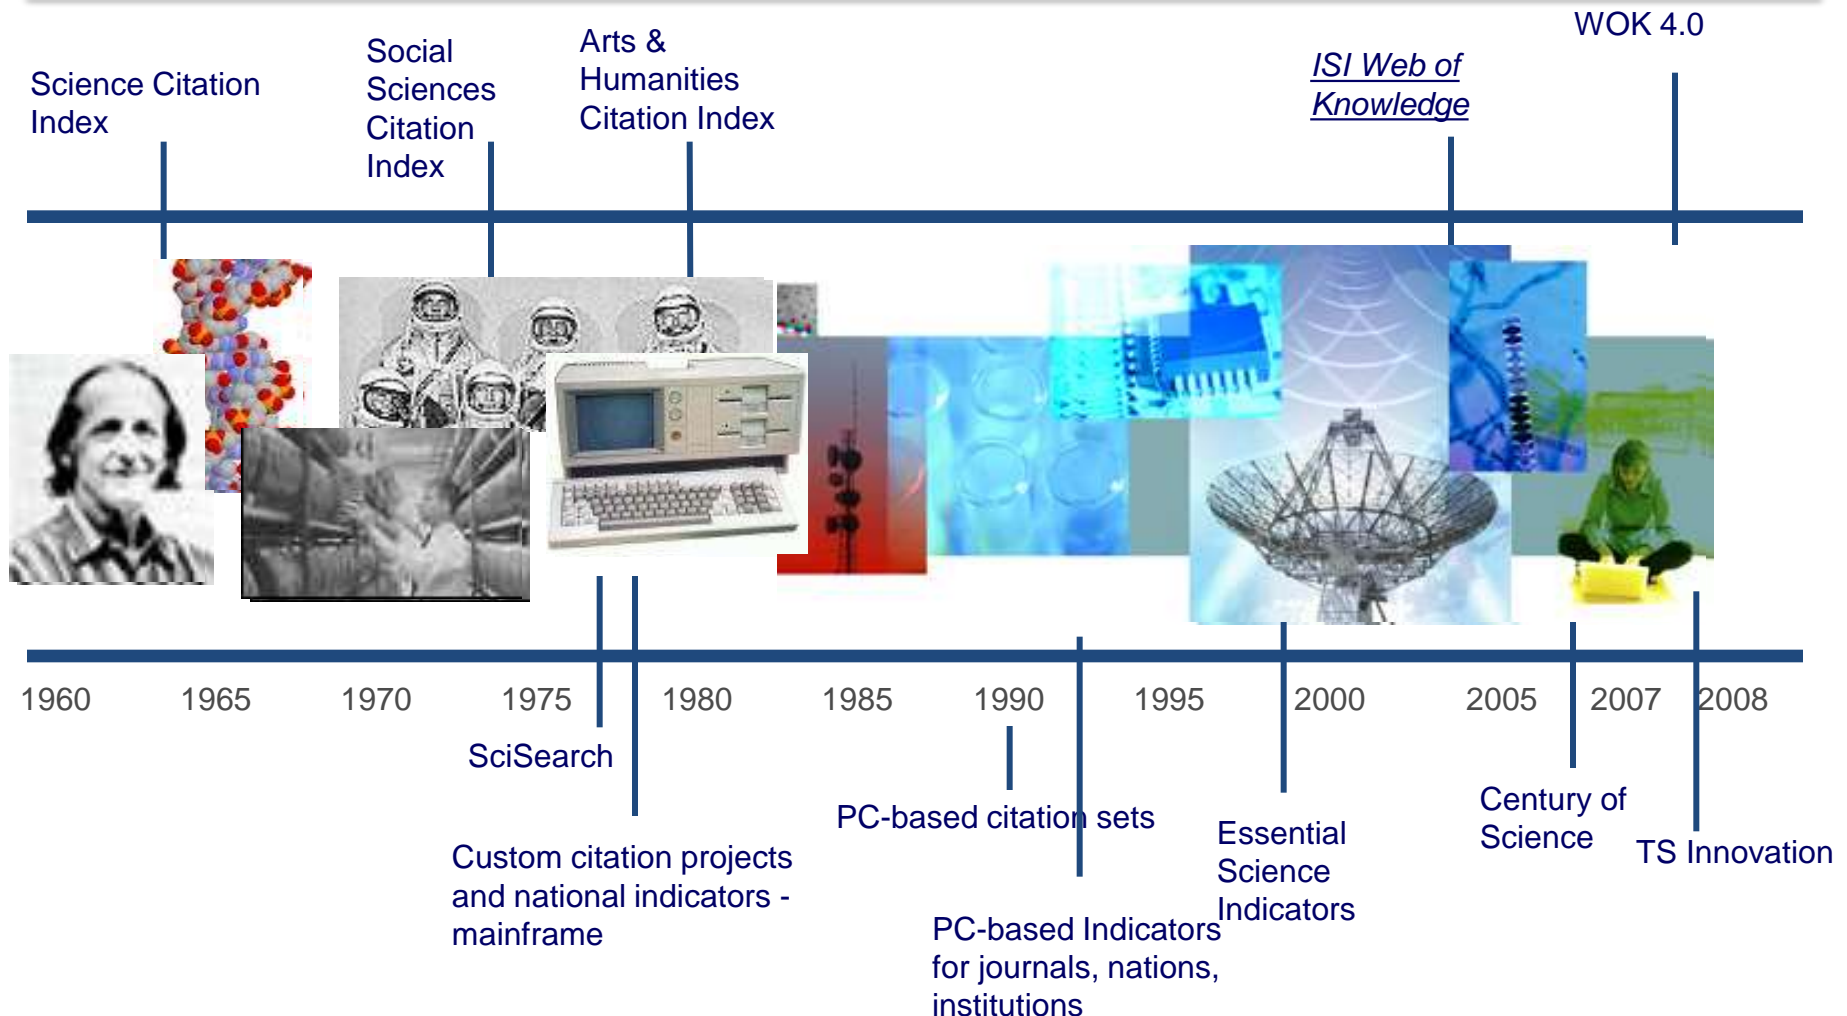 WOK 4.0
Science Citation
Index
Social
Sciences
Citation
Index
Arts &
Humanities
Citation Index
ISI Web of
Knowledge
1960
1965
1970
1975
1980
1985
1990
1995
2000
2005
2007
2008
SciSearch
Custom citation projects
and national indicators -
mainframe
PC-based citation sets
PC-based Indicators
for journals, nations,
institutions
Essential
Science
Indicators
Century of
Science
TS Innovation